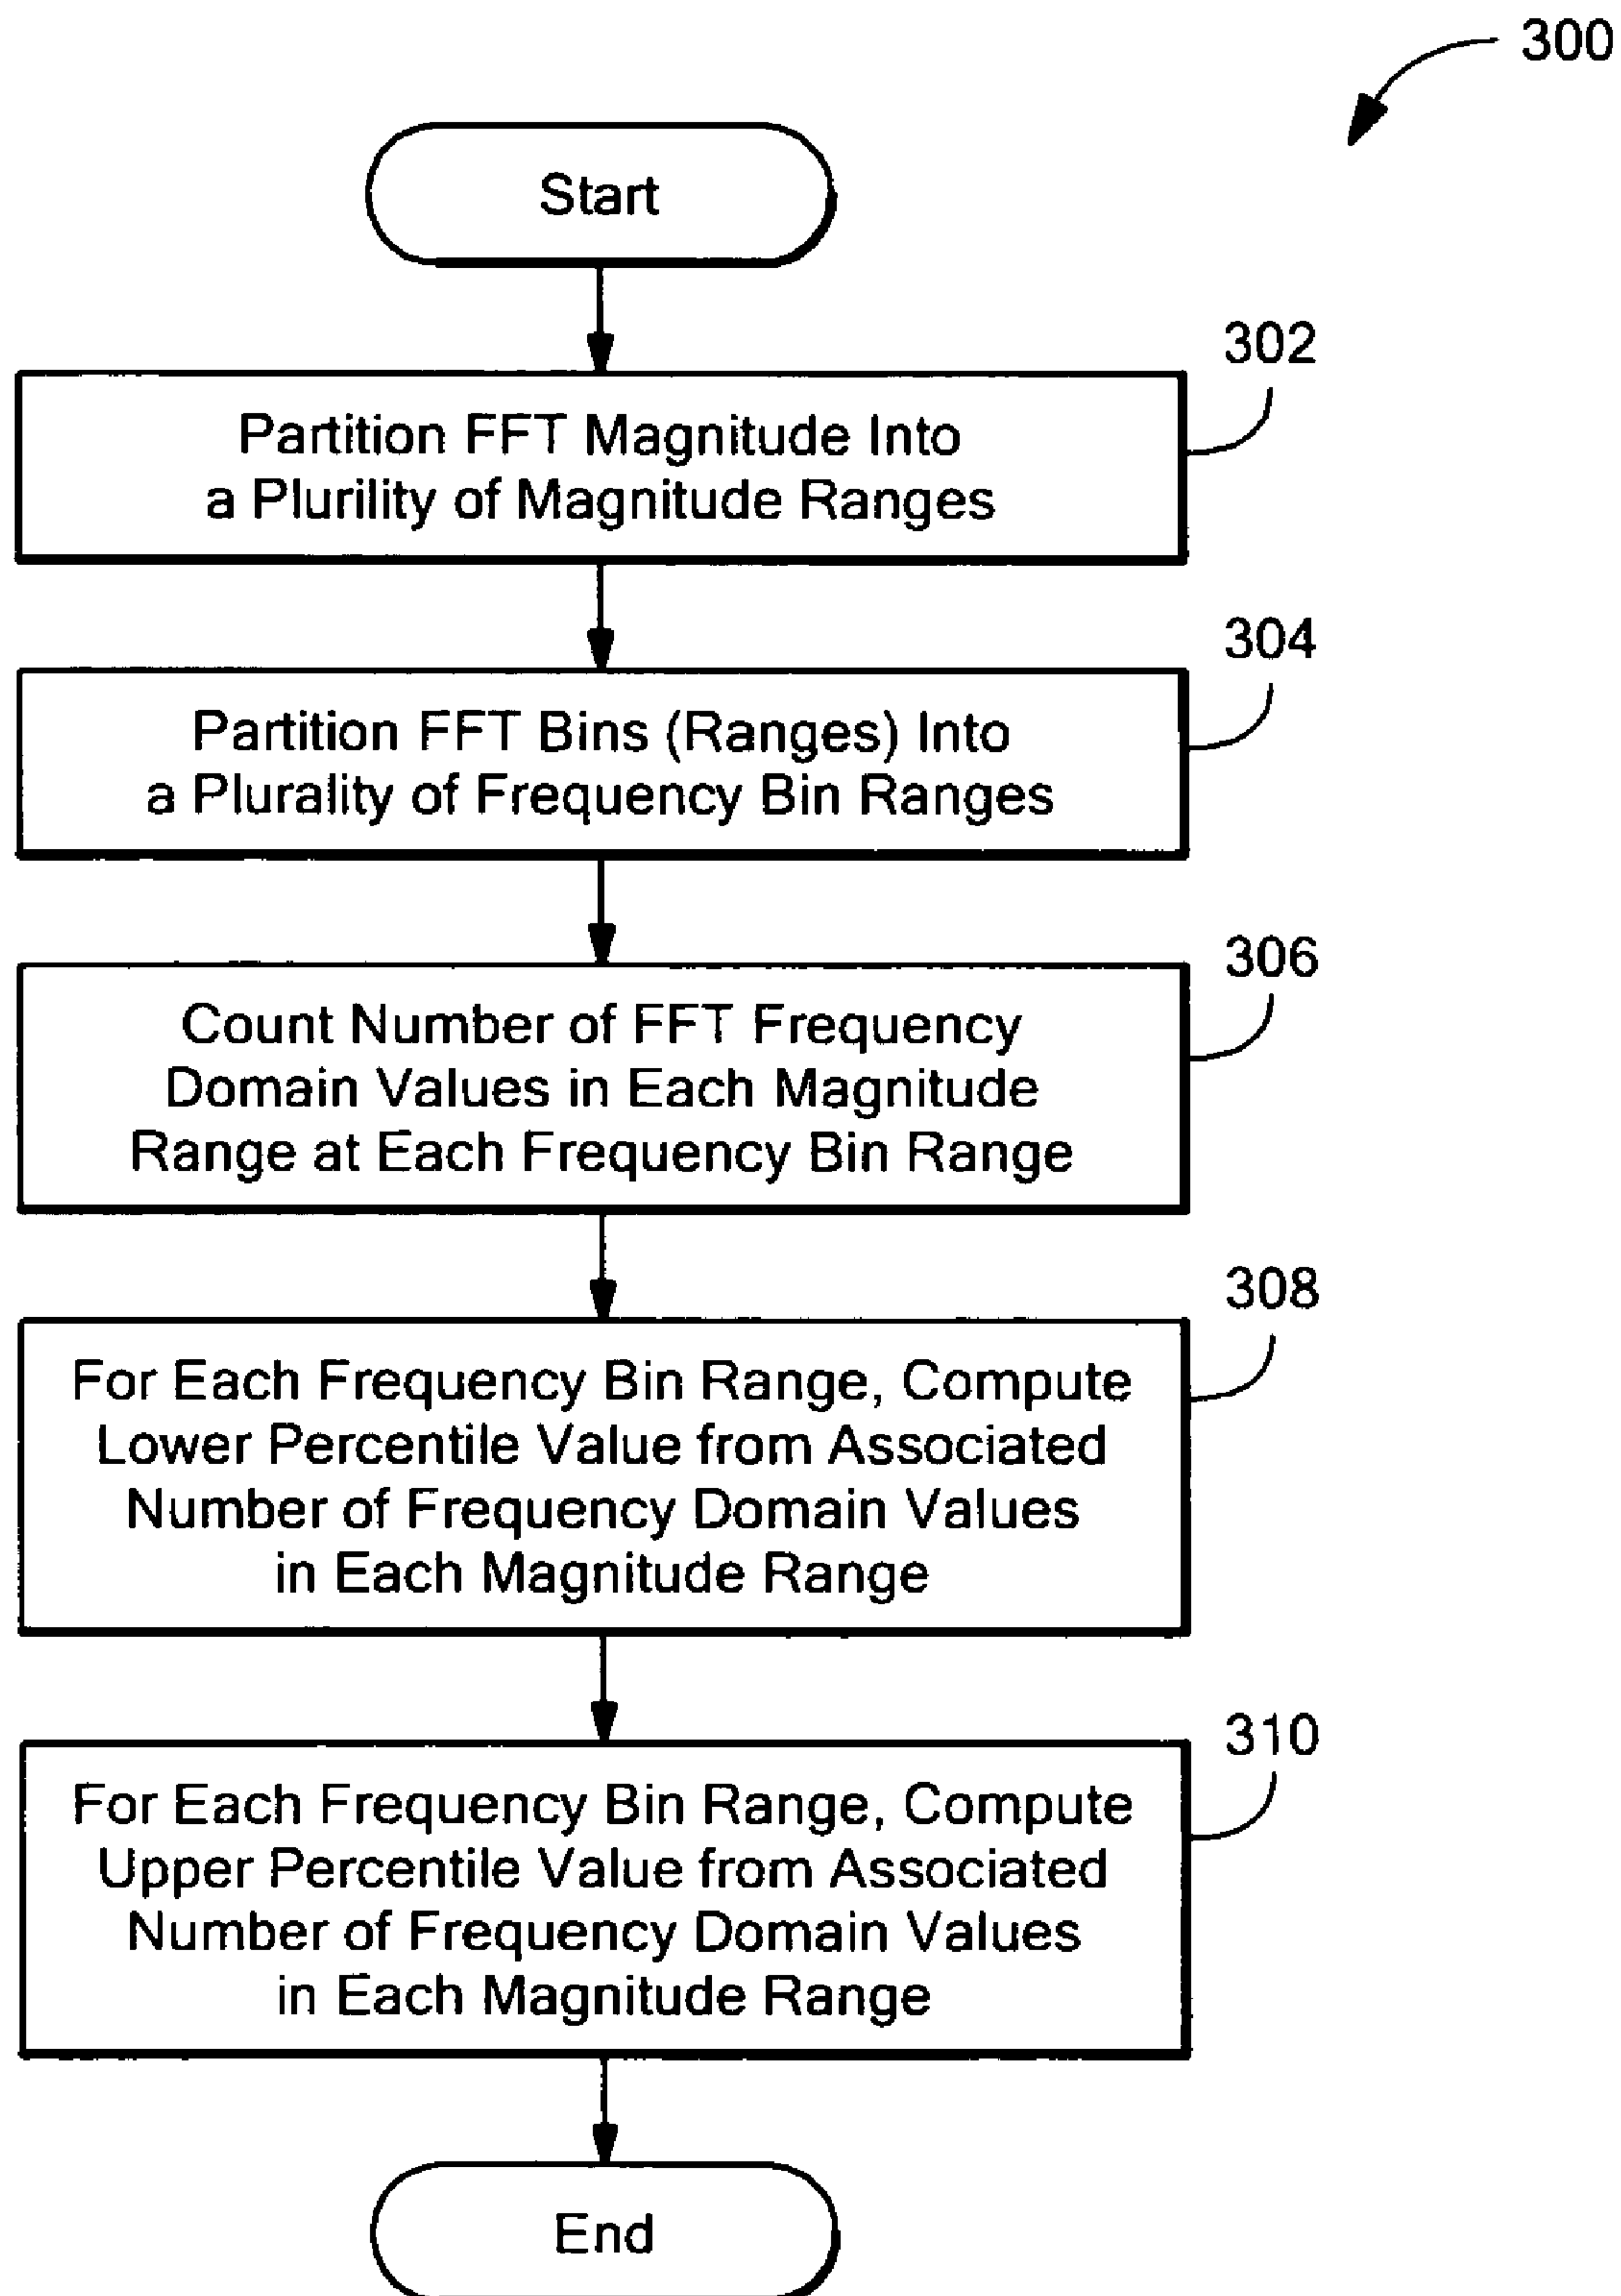 300
Start
302
Partition FFT Magnitude Into
a Plurility of Magnitude Ranges
304
Partition FFT Bins (Ranges) Into
a Plurality of Frequency Bin Ranges
306
Count Number of FFT Frequency
Domain Values in Each Magnitude
Range at Each Frequency Bin Range
308
For Each Frequency Bin Range, Compute
Lower Percentile Value from Associated
Number of Frequency Domain Values
in Each Magnitude Range
310
For Each Frequency Bin Range, Compute
Upper Percentile Value from Associated
Number of Frequency Domain Values
in Each Magnitude Range
End